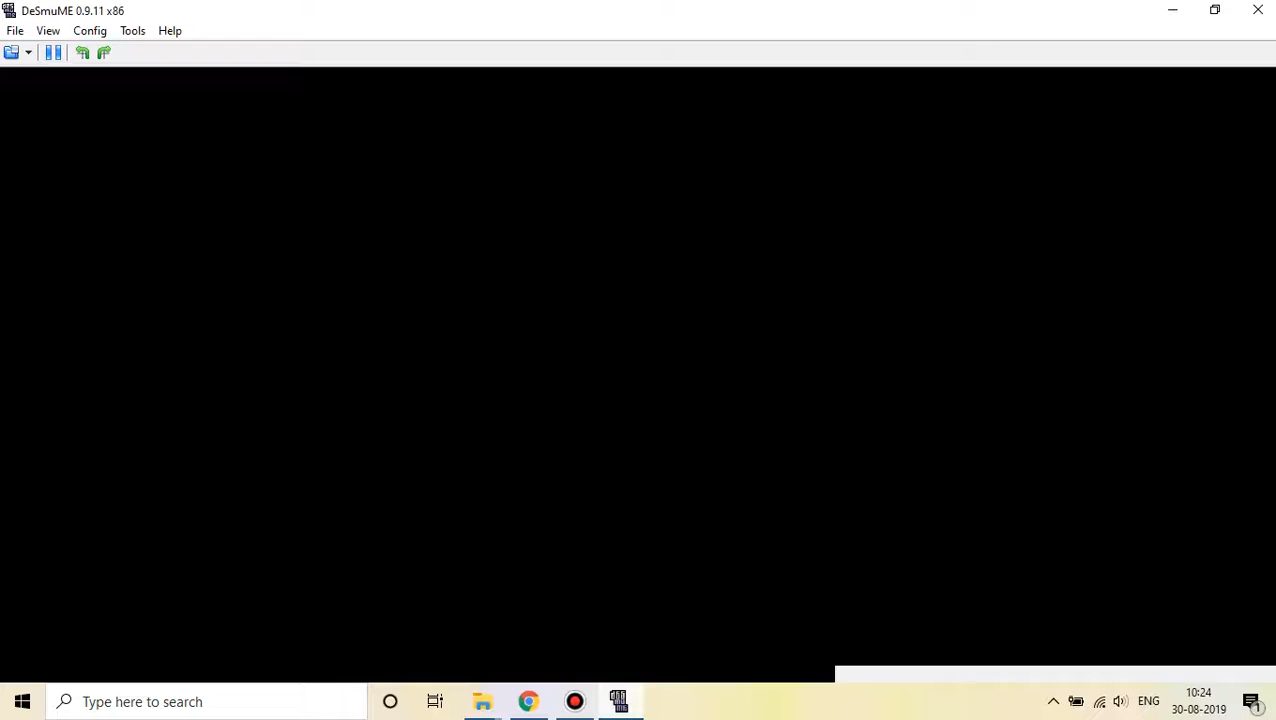 DeSmuME 0.9.11 x86
File View Config Tools Help
Type here to search
ENG
10:24
30-08-2019
1